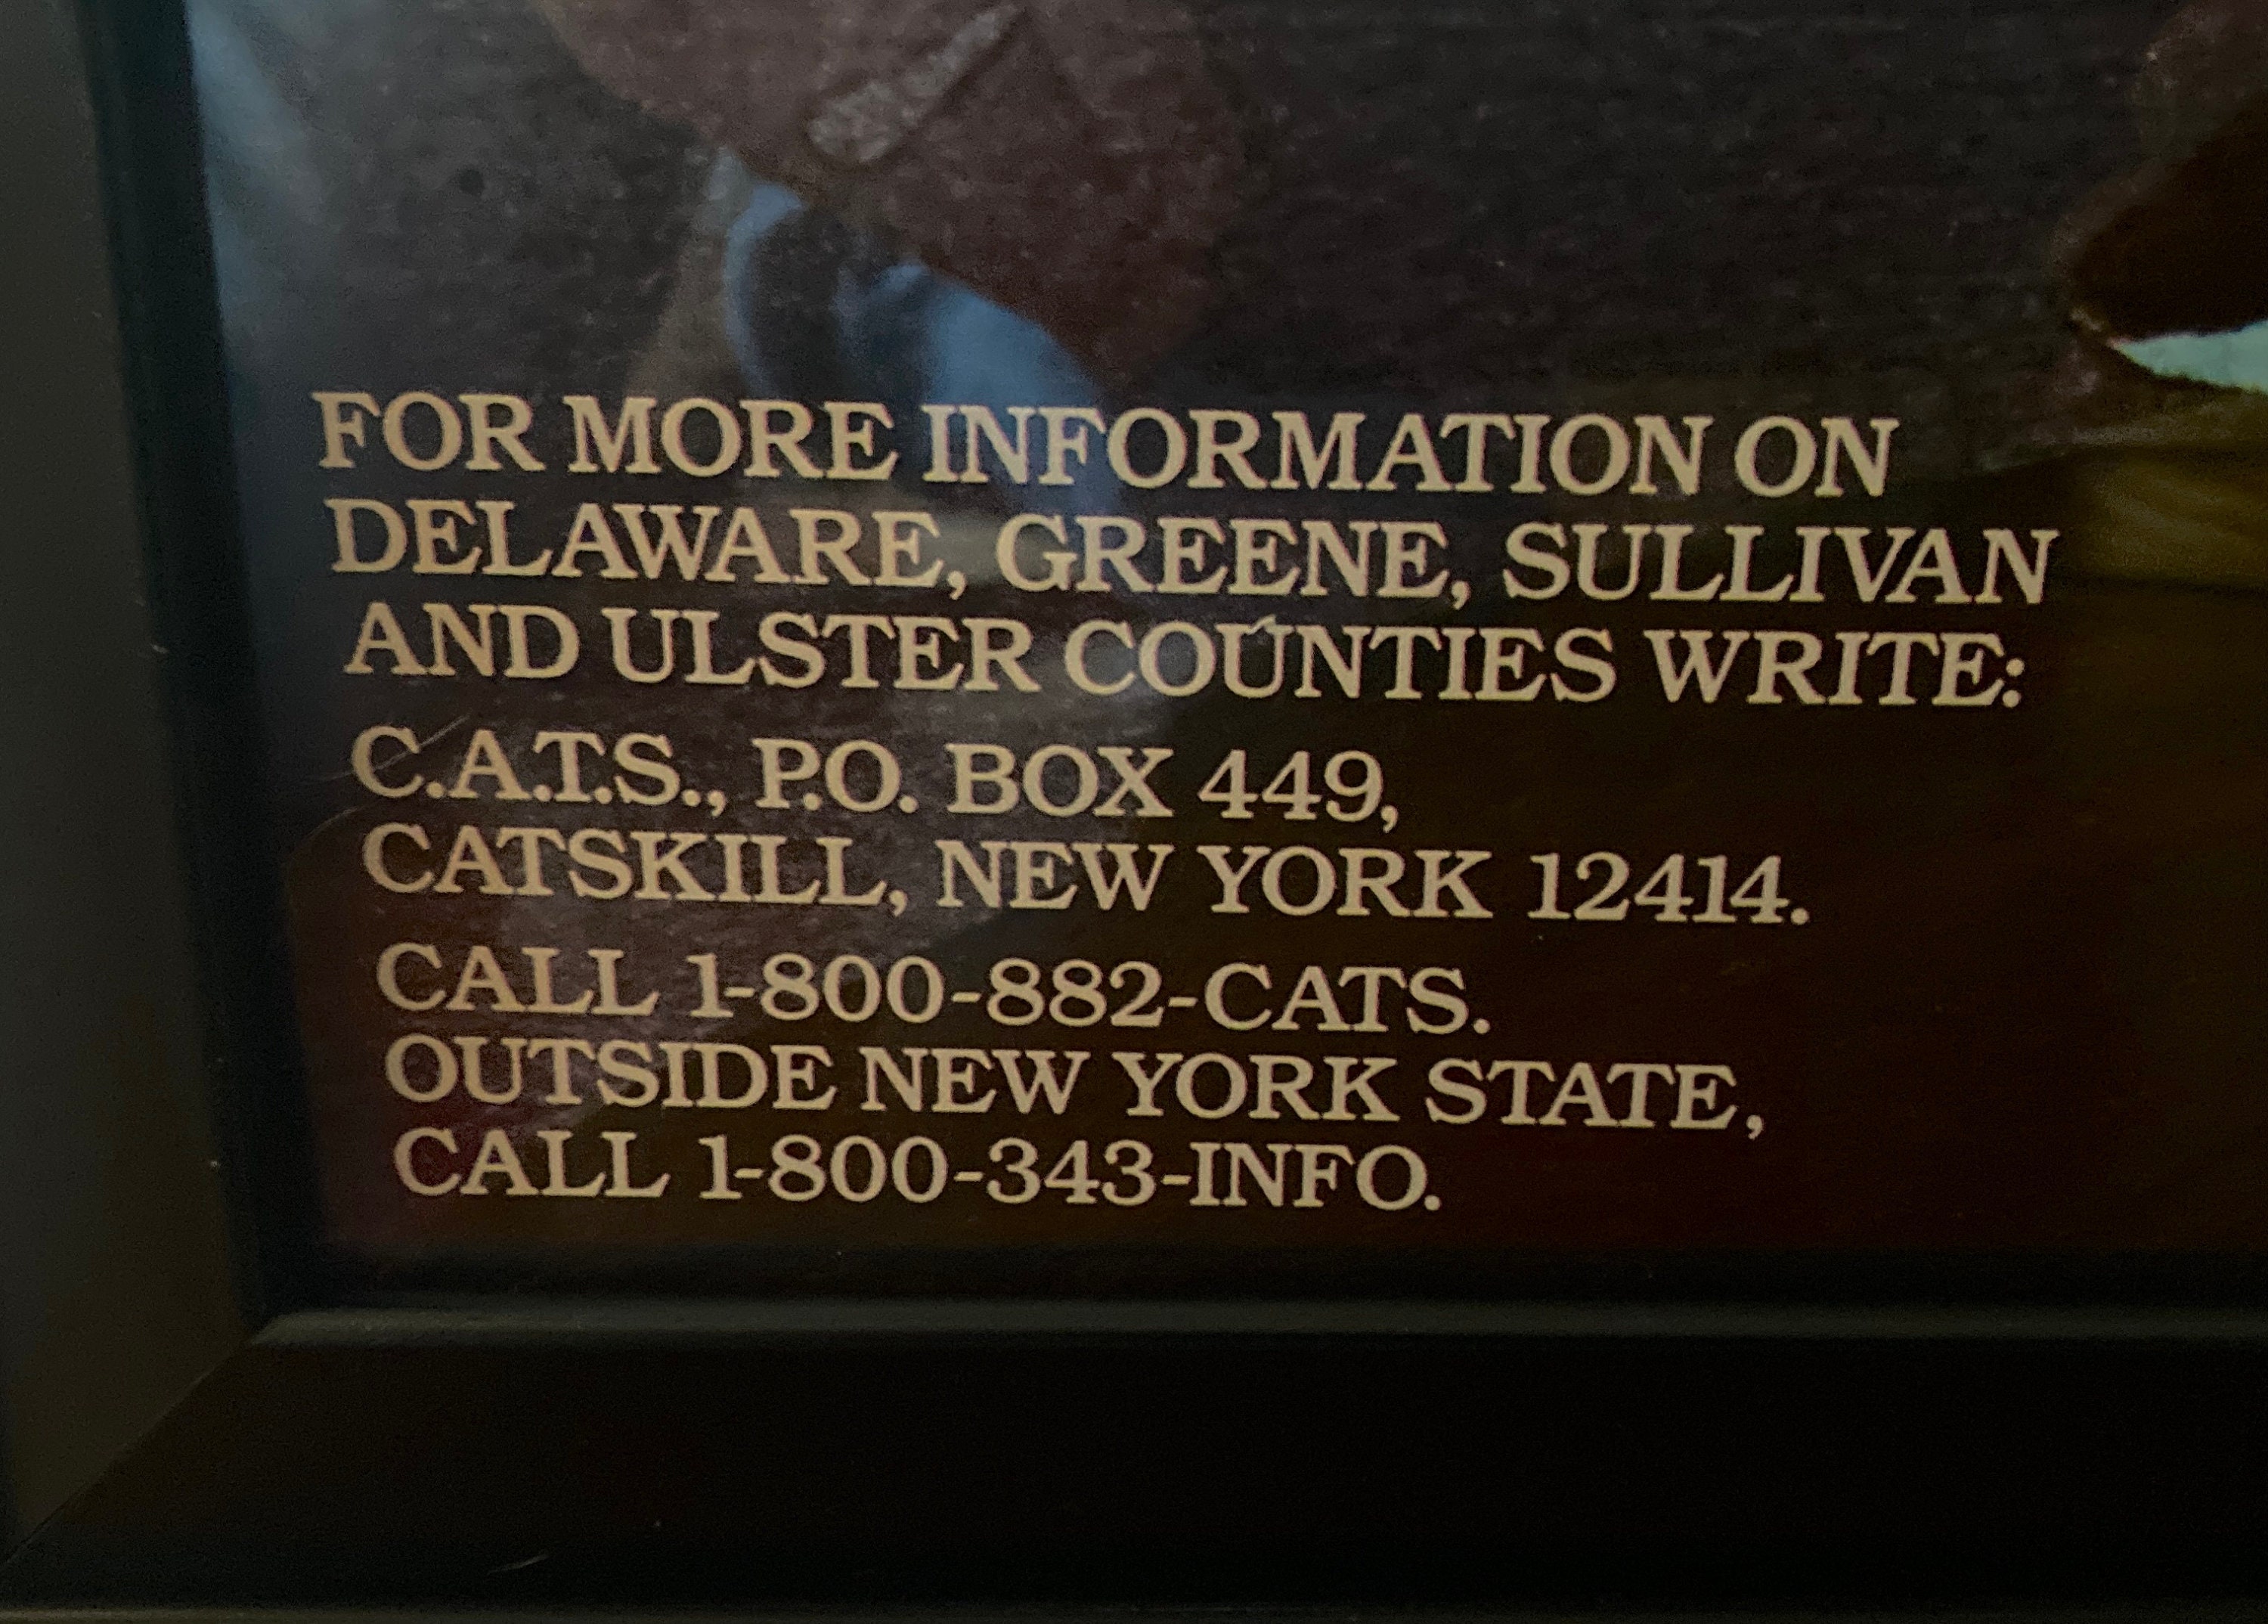 FOR MORE INFORMATION ON
DELAWARE, GREENE, SULLIVAN
AND ULSTER COUNTIES WRITE:
C.A.T.S., P.O. BOX 449,
CATSKILL, NEW YORK 12414.
CALL 1-800-882-CATS.
OUTSIDE NEW YORK STATE,
CALL 1-800-343-INFO.